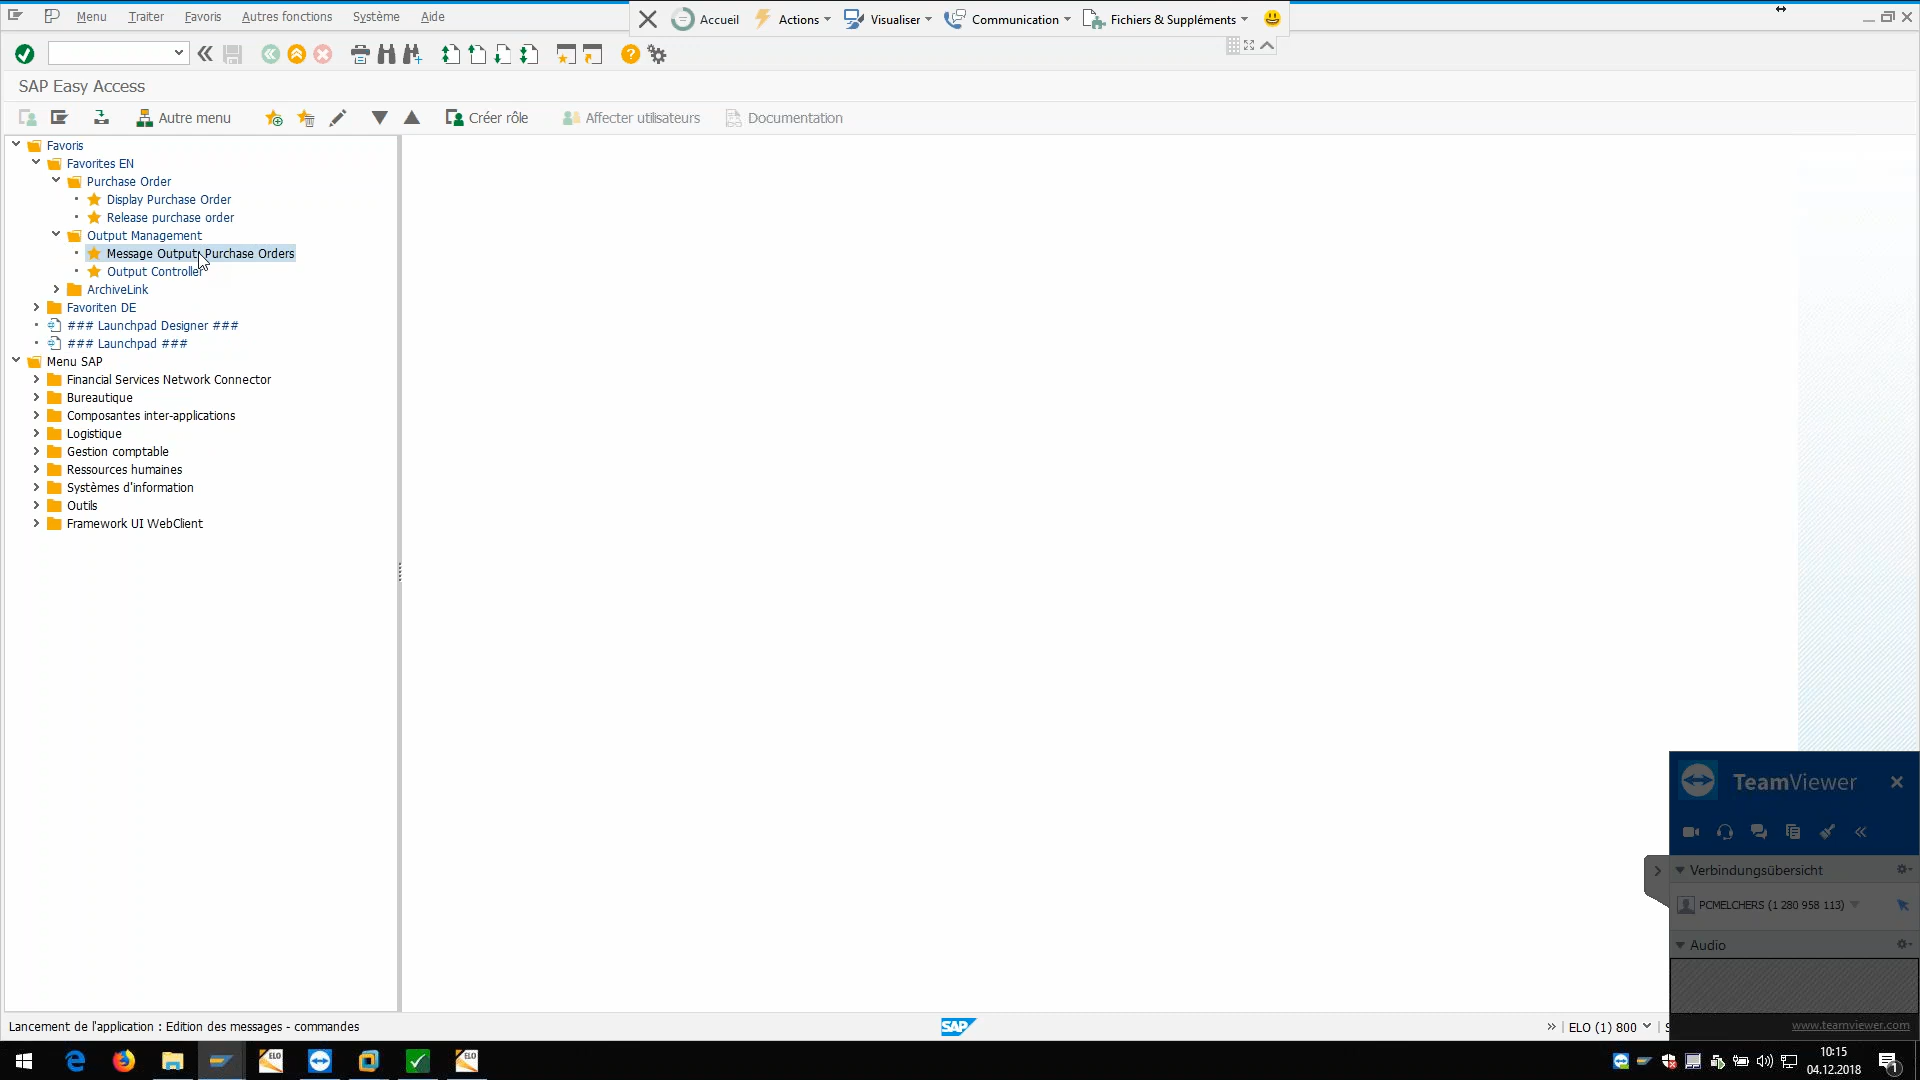 Menu Traiter Favoris Autres fonctions Système Aide
Accueil Actions Visualiser Communication Fichiers & Suppléments
SAP Easy Access
Autre menu Créer rôle Affecter utilisateurs Documentation
Favoris
Favorites EN
Purchase Order
Display Purchase Order
Release purchase order
Output Management
Message Output: Purchase Orders
Output Controller
ArchiveLink
Favoriten DE
### Launchpad Designer ###
### Launchpad ###
Menu SAP
Financial Services Network Connector
Bureautique
Composantes inter-applications
Logistique
Gestion comptable
Ressources humaines
Systèmes d'information
Outils
Framework UI WebClient
TeamViewer
Verbindungsübersicht
PCMELCHERS (1 280 958 113)
Audio
www.teamviewer.com
Lancement de l'application : Edition des messages - commandes
SAP
ELO (1) 800
ELO
ELO
10:15
04.12.2018
1